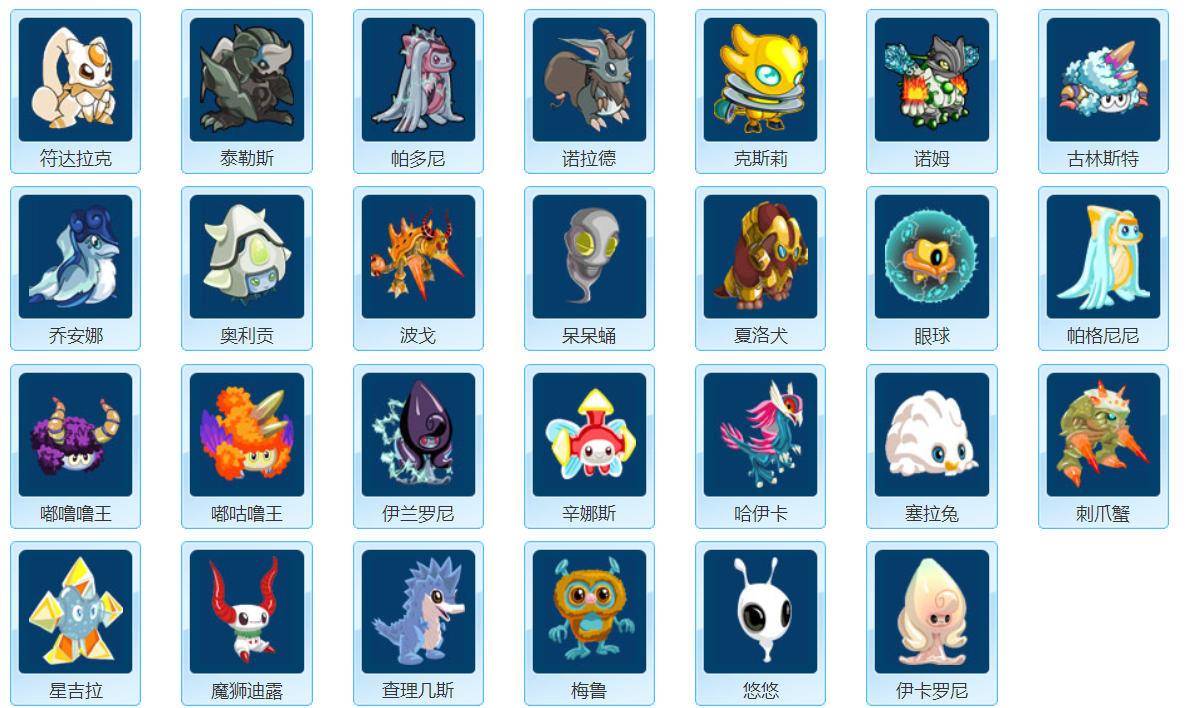 符达拉克
泰勒斯
帕多尼
诺拉德
克斯莉
诺姆
古林斯特
乔安娜
奥利贡
波戈
呆呆蛹
夏洛犬
眼球
帕格尼尼
嘟噜噜王
嘟咕噜王
伊兰罗尼
辛娜斯
哈伊卡
塞拉兔
刺爪蟹
星吉拉
魔狮迪露
查理几斯
梅鲁
悠悠
伊卡罗尼